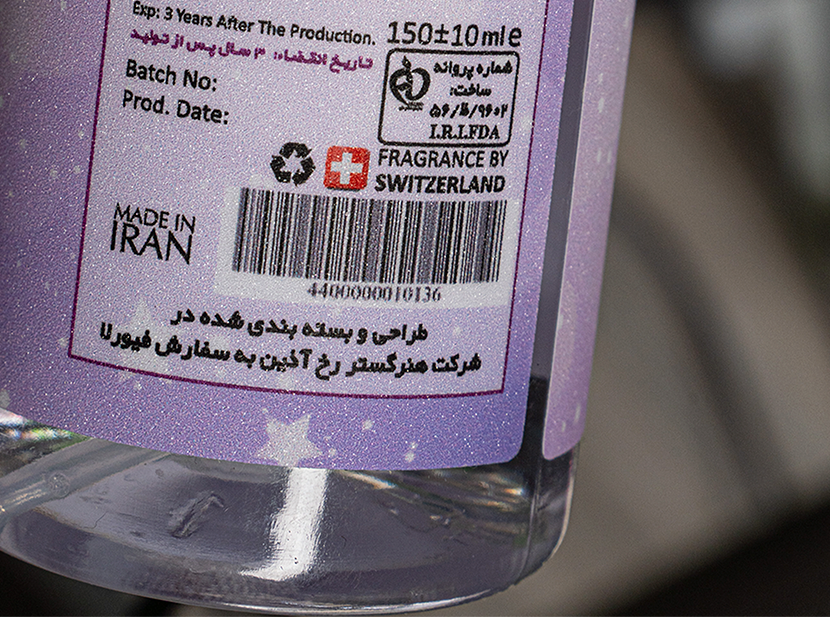 Exp: 3 Years After The Production.
150±10ml e
تاریخ انقضاء: ۳ سال پس از تولید
Batch No:
Prod. Date:
شماره پروانه
ساخت:
۵۶/ظ/۹۶۰۲
I.R.I.FDA
FRAGRANCE BY
SWITZERLAND
MADE IN
IRAN
4400000010136
طراحی و بسته بندی شده در
شرکت هنرگستر رخ آذین به سفارش فیورلا